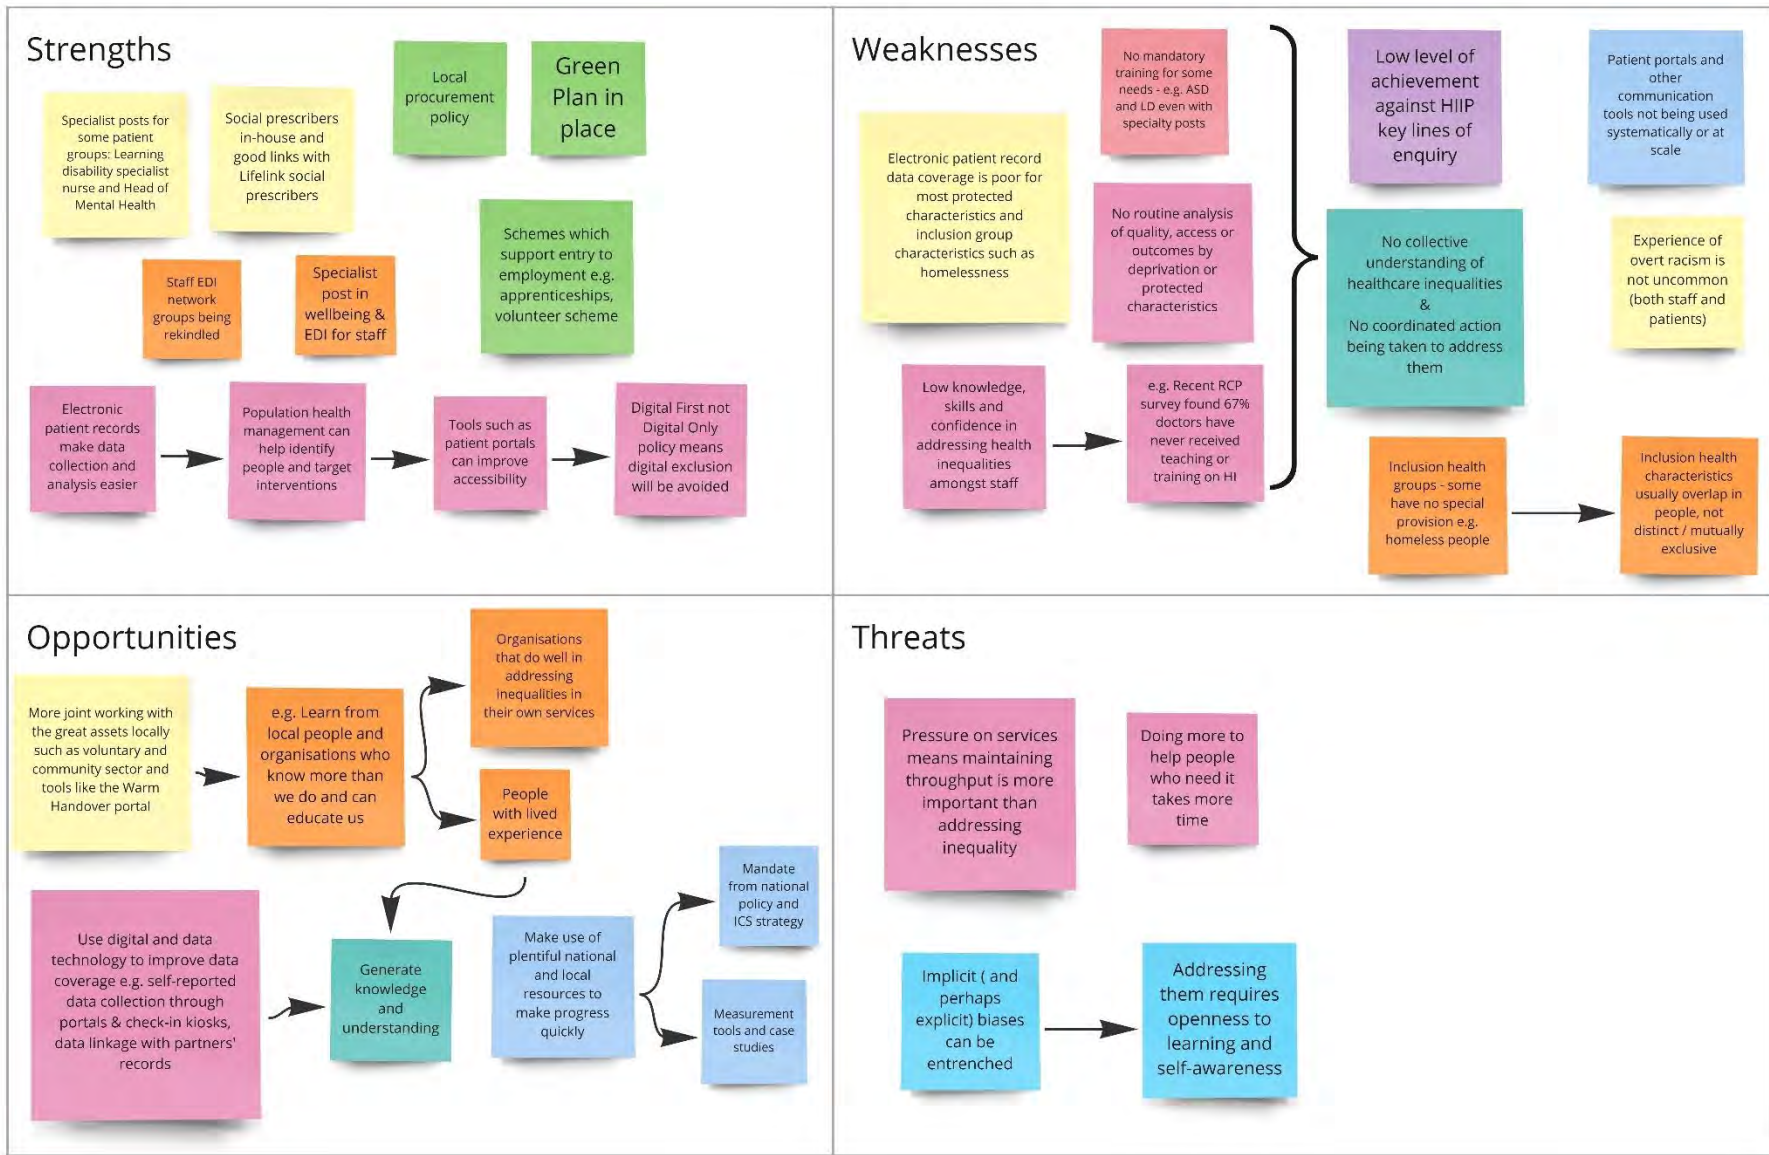 Strengths
Specialist posts for
some patient
groups: Learning
disability specialist
nurse and Head of
Mental Health
Social prescribers
in-house and
good links with
Lifelink social
prescribers
Local
procurement
policy
Green
Plan in
place
Staff EDI
network
groups being
rekindled
Specialist
post in
wellbeing &
EDI for staff
Schemes which
support entry to
employment e.g.
apprenticeships,
volunteer scheme
Electronic
patient records
make data
collection and
analysis easier
Population health
management can
help identify
people and target
interventions
Tools such as
patient portals
can improve
accessibility
Digital First not
Digital Only
policy means
digital exclusion
will be avoided
Weaknesses
No mandatory
training for some
needs - e.g. ASD
and LD even with
specialty posts
Electronic patient record
data coverage is poor for
most protected
characteristics and
inclusion group
characteristics such as
homelessness
No routine analysis
of quality, access or
outcomes by
deprivation or
protected
characteristics
Low knowledge,
skills and
confidence in
addressing health
inequalities
amongst staff
e.g. Recent RCP
survey found 67%
doctors have
never received
teaching or
training on HI
Low level of
achievement
against HIIP
key lines of
enquiry
Patient portals and
other
communication
tools not being used
systematically or at
scale
No collective
understanding of
healthcare inequalities
&
No coordinated action
being taken to address
them
Experience of
overt racism is
not uncommon
(both staff and
patients)
Inclusion health
groups - some
have no special
provision e.g.
homeless people
Inclusion health
characteristics
usually overlap in
people, not
distinct / mutually
exclusive
Opportunities
More joint working with
the great assets locally
such as voluntary and
community sector and
tools like the Warm
Handover portal
e.g. Learn from
local people and
organisations who
know more than
we do and can
educate us
Organisations
that do well in
addressing
inequalities in
their own services
People
with lived
experience
Use digital and data
technology to improve data
coverage e.g. self-reported
data collection through
portals & check-in kiosks,
data linkage with partners'
records
Generate
knowledge
and
understanding
Make use of
plentiful national
and local
resources to
make progress
quickly
Mandate
from national
policy and
ICS strategy
Measurement
tools and case
studies
Threats
Pressure on services
means maintaining
throughput is more
important than
addressing
inequality
Doing more to
help people
who need it
takes more
time
Implicit ( and
perhaps
explicit) biases
can be
entrenched
Addressing
them requires
openness to
learning and
self-awareness